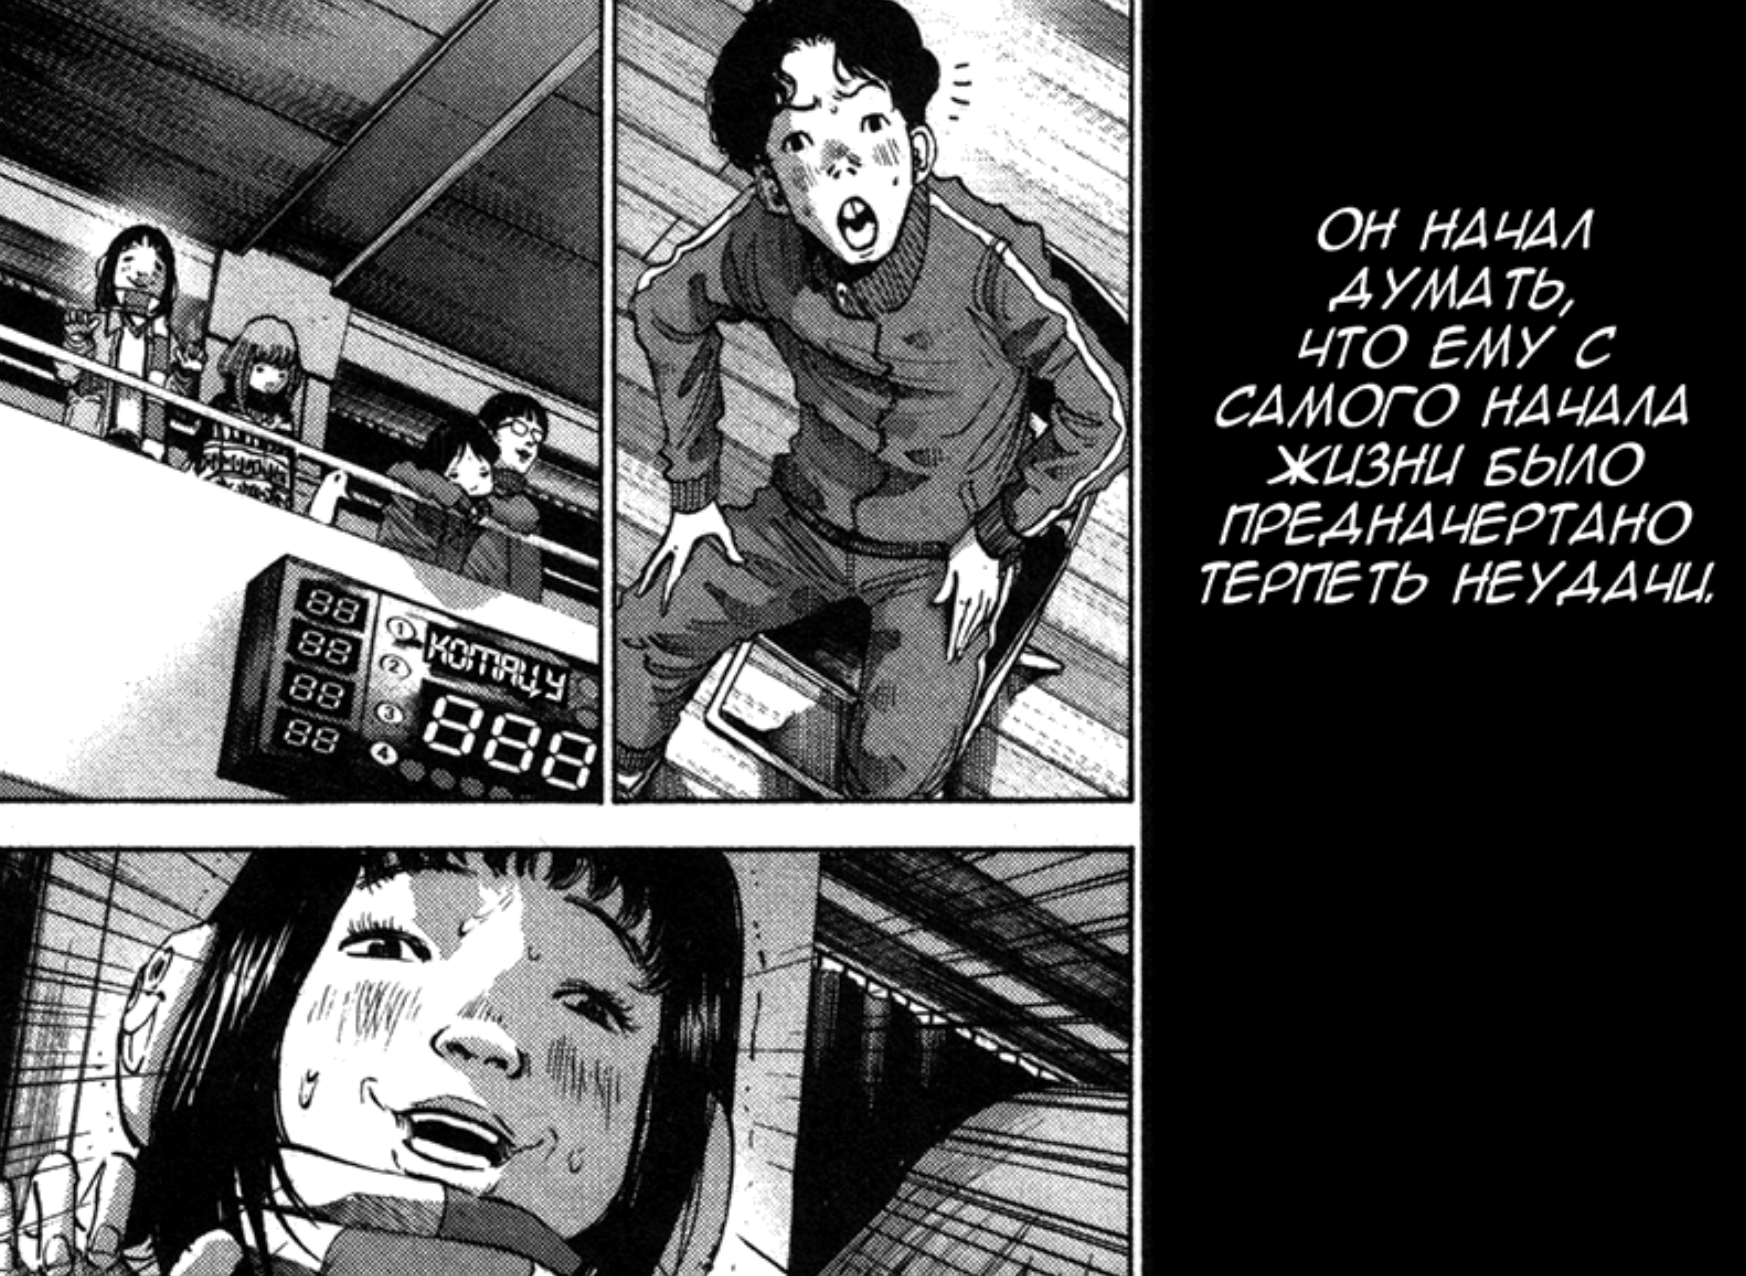 ОН НАЧАЛ
ДУМАТЬ,
ЧТО ЕМУ С
САМОГО НАЧАЛА
ЖИЗНИ БЫЛО
ПРЕДНАЧЕРТАНО
ТЕРПЕТЬ НЕУДАЧИ.
88
88
88
88
1
2
3
4
КОМАЦУ
888